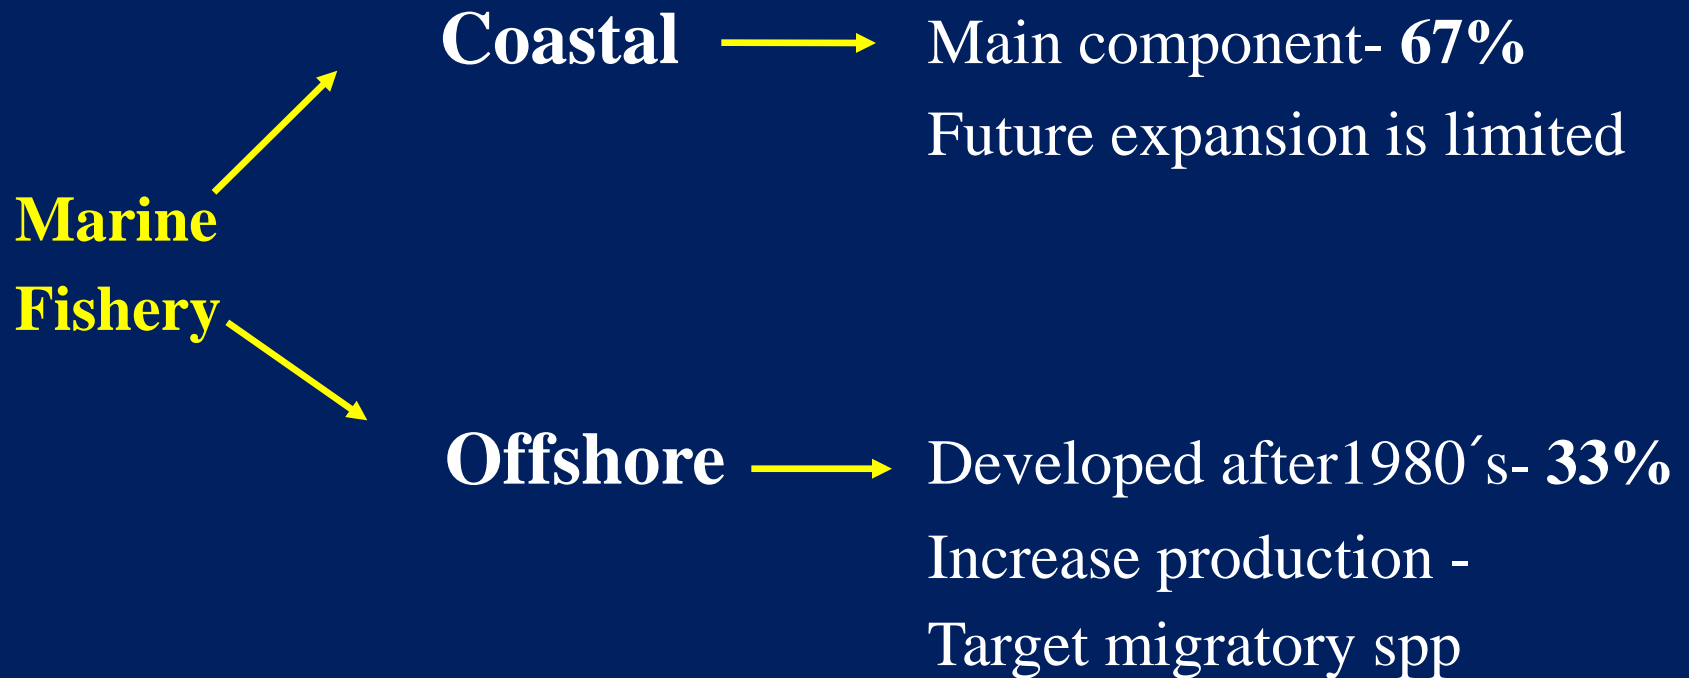 Coastal
Main component- 67%
Future expansion is limited
Marine
Fishery
Offshore
Developed after1980´s- 33%
Increase production -
Target migratory spp